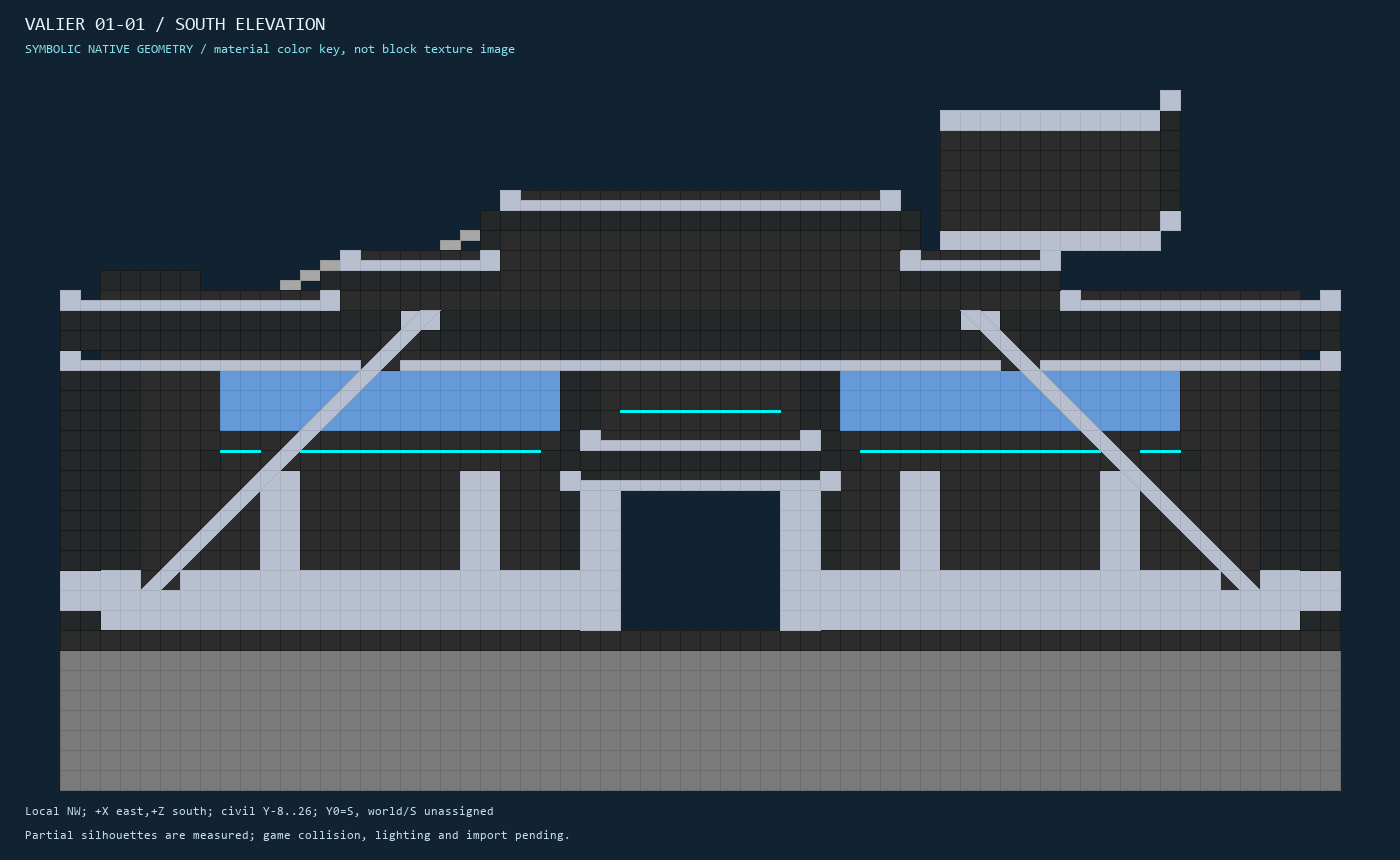 VALIER 01-01 / SOUTH ELEVATION
SYMBOLIC NATIVE GEOMETRY / material color key, not block texture image
Local NW; +X east,+Z south; civil Y-8..26; Y0=S, world/S unassigned
Partial silhouettes are measured; game collision, lighting and import pending.